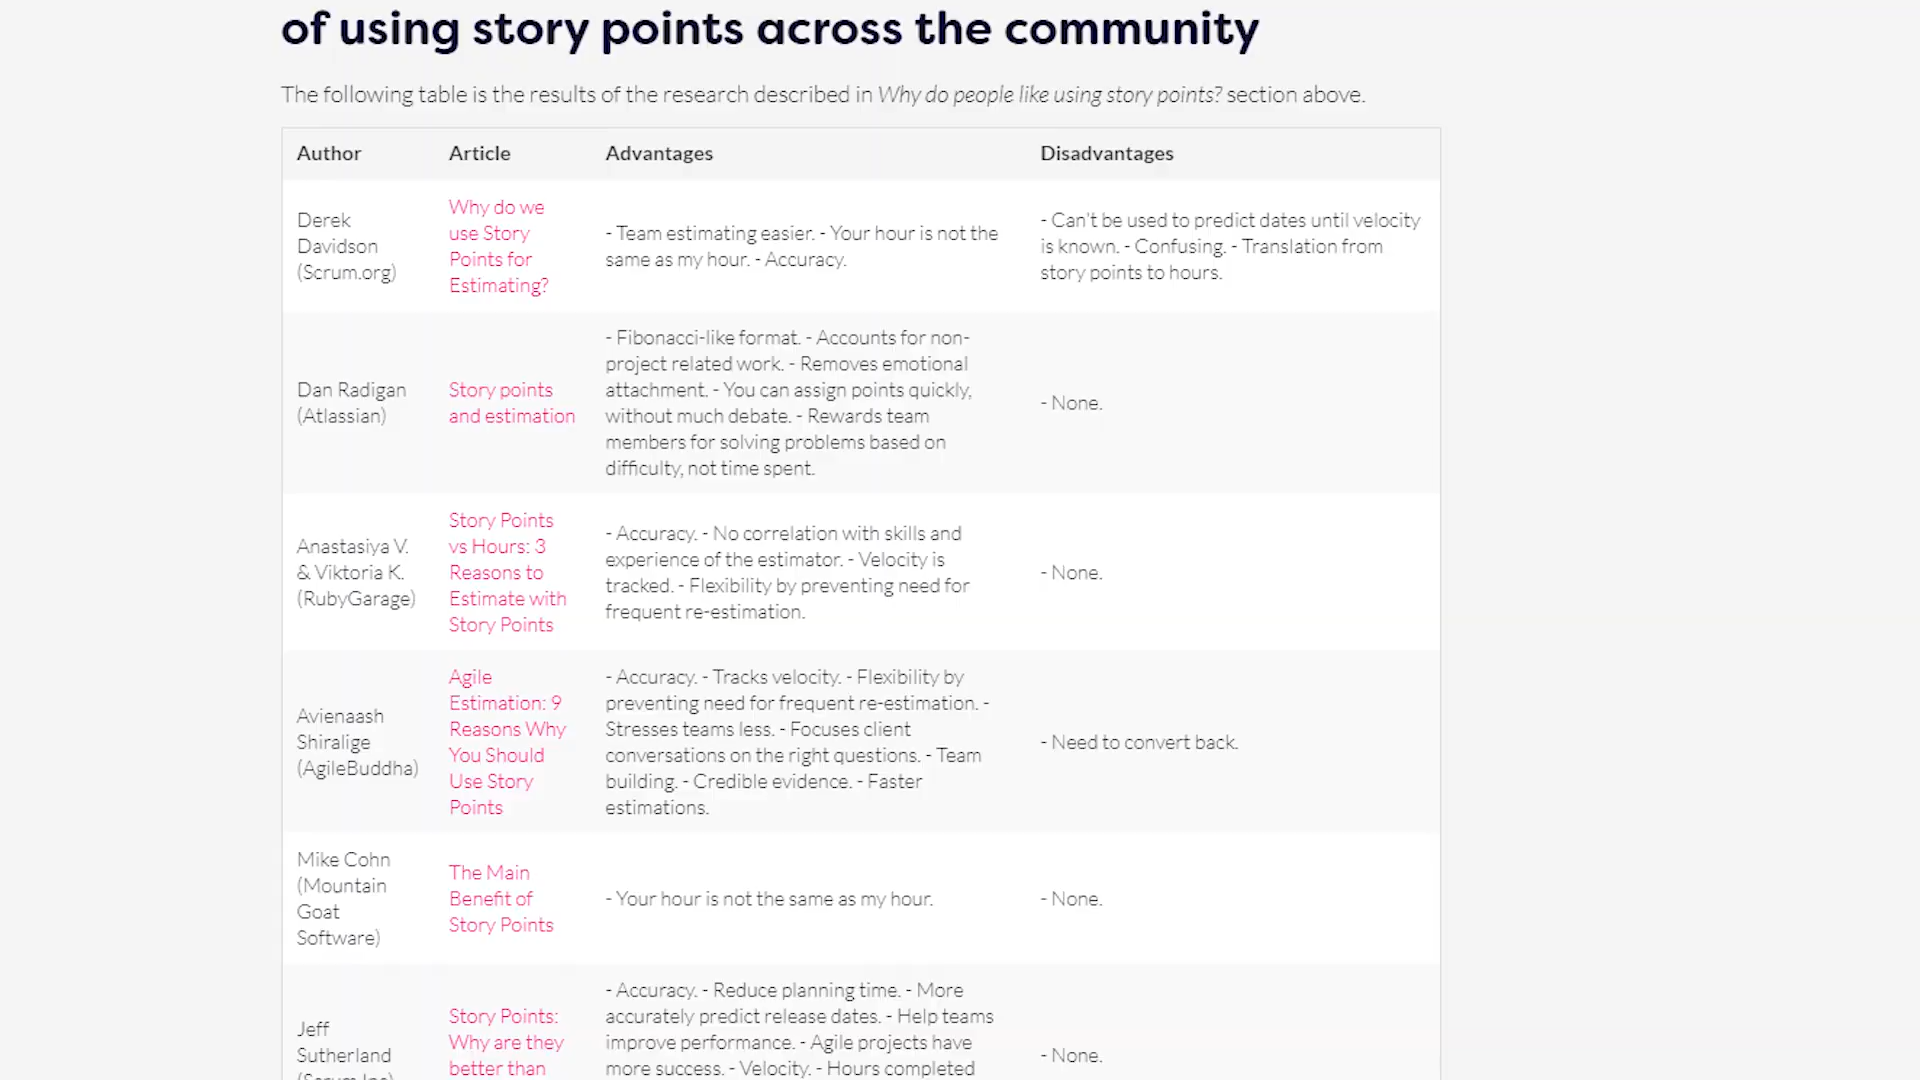 of using story points across the community
The following table is the results of the research described in Why do people like using story points? section above.
Author
Article
Advantages
Disadvantages
Derek
Davidson
(Scrum.org)
Why do we
use Story
Points for
Estimating?
- Team estimating easier. - Your hour is not the
same as my hour. - Accuracy.
- Can't be used to predict dates until velocity
is known. - Confusing. - Translation from
story points to hours.
Dan Radigan
(Atlassian)
Story points
and estimation
- Fibonacci-like format. - Accounts for non-
project related work. - Removes emotional
attachment. - You can assign points quickly,
without much debate. - Rewards team
members for solving problems based on
difficulty, not time spent.
- None.
Anastasiya V.
& Viktoria K.
(RubyGarage)
Story Points
vs Hours: 3
Reasons to
Estimate with
Story Points
- Accuracy. - No correlation with skills and
experience of the estimator. - Velocity is
tracked. - Flexibility by preventing need for
frequent re-estimation.
- None.
Avienaash
Shiralige
(AgileBuddha)
Agile
Estimation: 9
Reasons Why
You Should
Use Story
Points
- Accuracy. - Tracks velocity. - Flexibility by
preventing need for frequent re-estimation. -
Stresses teams less. - Focuses client
conversations on the right questions. - Team
building. - Credible evidence. - Faster
estimations.
- Need to convert back.
Mike Cohn
(Mountain
Goat
Software)
The Main
Benefit of
Story Points
- Your hour is not the same as my hour.
- None.
Jeff
Sutherland
(Scrum Inc)
Story Points:
Why are they
better than
- Accuracy. - Reduce planning time. - More
accurately predict release dates. - Help teams
improve performance. - Agile projects have
more success. - Velocity. - Hours completed
- None.